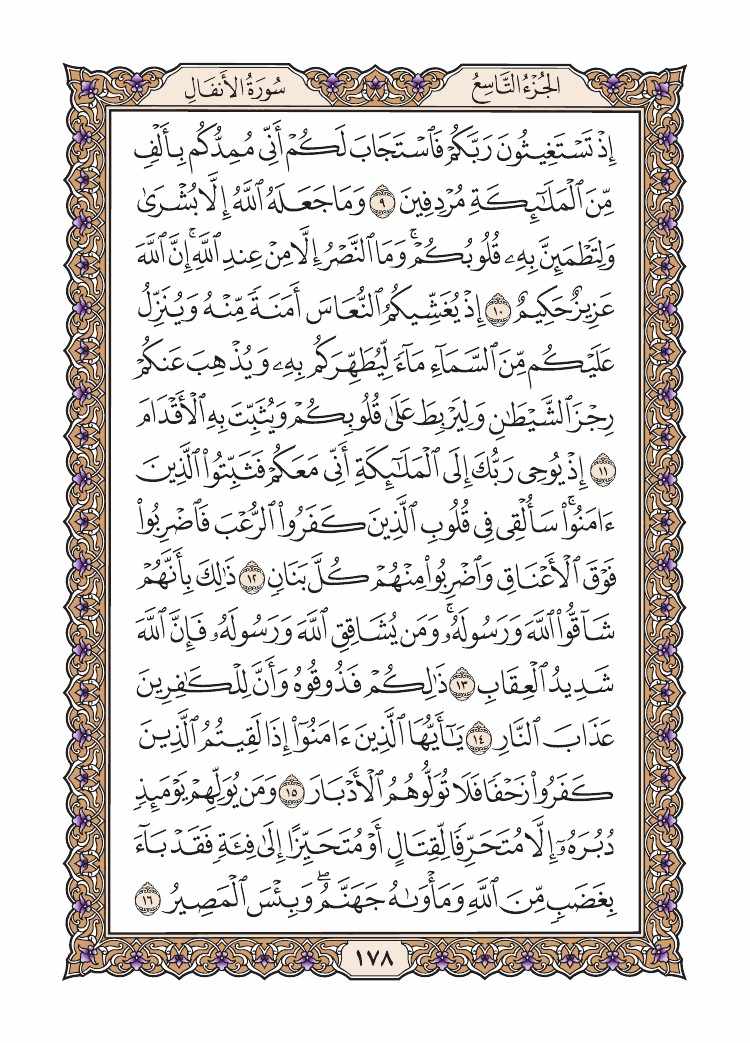 الجُزْءُ التَّاسِعُ
سُورَةُ الأَنفَالِ
إِذۡ تَسۡتَغِيثُونَ رَبَّكُمۡ فَٱسۡتَجَابَ لَكُمۡ أَنِّي مُمِدُّكُم بِأَلۡفٖ
مِّنَ ٱلۡمَلَٰٓئِكَةِ مُرۡدِفِينَ ٩ وَمَا جَعَلَهُ ٱللَّهُ إِلَّا بُشۡرَىٰ
وَلِتَطۡمَئِنَّ بِهِۦ قُلُوبُكُمۡۚ وَمَا ٱلنَّصۡرُ إِلَّا مِنۡ عِندِ ٱللَّهِۚ إِنَّ ٱللَّهَ
عَزِيزٌ حَكِيمٌ ١٠ إِذۡ يُغَشِّيكُمُ ٱلنُّعَاسَ أَمَنَةٗ مِّنۡهُ وَيُنَزِّلُ
عَلَيۡكُم مِّنَ ٱلسَّمَآءِ مَآءٗ لِّيُطَهِّرَكُم بِهِۦ وَيُذۡهِبَ عَنكُمۡ
رِجۡزَ ٱلشَّيۡطَٰنِ وَلِيَرۡبِطَ عَلَىٰ قُلُوبِكُمۡ وَيُثَبِّتَ بِهِ ٱلۡأَقۡدَامَ
١١ إِذۡ يُوحِي رَبُّكَ إِلَى ٱلۡمَلَٰٓئِكَةِ أَنِّي مَعَكُمۡ فَثَبِّتُواْ ٱلَّذِينَ
ءَامَنُواْۚ سَأُلۡقِي فِي قُلُوبِ ٱلَّذِينَ كَفَرُواْ ٱلرُّعۡبَ فَٱضۡرِبُواْ
فَوۡقَ ٱلۡأَعۡنَاقِ وَٱضۡرِبُواْ مِنۡهُمۡ كُلَّ بَنَانٖ ١٢ ذَٰلِكَ بِأَنَّهُمۡ
شَآقُّواْ ٱللَّهَ وَرَسُولَهُۥۚ وَمَن يُشَاقِقِ ٱللَّهَ وَرَسُولَهُۥ فَإِنَّ ٱللَّهَ
شَدِيدُ ٱلۡعِقَابِ ١٣ ذَٰلِكُمۡ فَذُوقُوهُ وَأَنَّ لِلۡكَٰفِرِينَ
عَذَابَ ٱلنَّارِ ١٤ يَٰٓأَيُّهَا ٱلَّذِينَ ءَامَنُوٓاْ إِذَا لَقِيتُمُ ٱلَّذِينَ
كَفَرُواْ زَحۡفٗا فَلَا تُوَلُّوهُمُ ٱلۡأَدۡبَارَ ١٥ وَمَن يُوَلِّهِمۡ يَوۡمَئِذٖ
دُبُرَهُۥٓ إِلَّا مُتَحَرِّفٗا لِّقِتَالٍ أَوۡ مُتَحَيِّزًا إِلَىٰ فِئَةٖ فَقَدۡ بَآءَ
بِغَضَبٖ مِّنَ ٱللَّهِ وَمَأۡوَىٰهُ جَهَنَّمُۖ وَبِئۡسَ ٱلۡمَصِيرُ ١٦
١٧٨